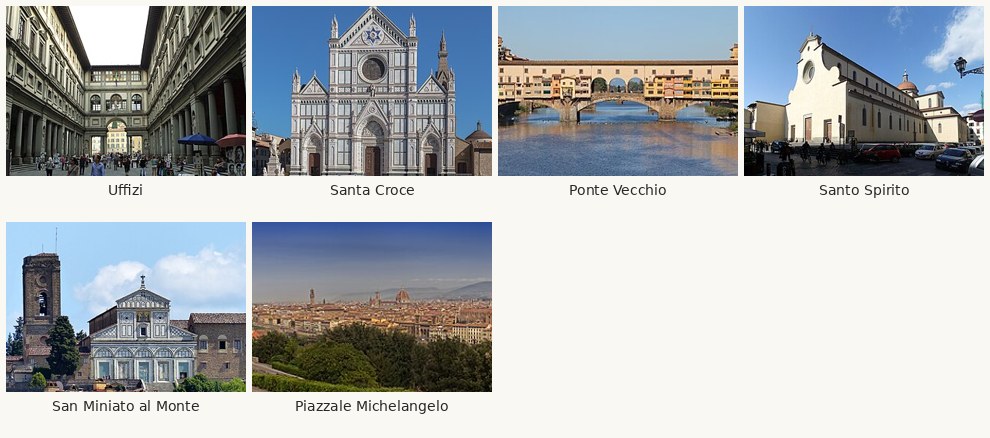 Uffizi
Santa Croce
Ponte Vecchio
Santo Spirito
San Miniato al Monte
Piazzale Michelangelo